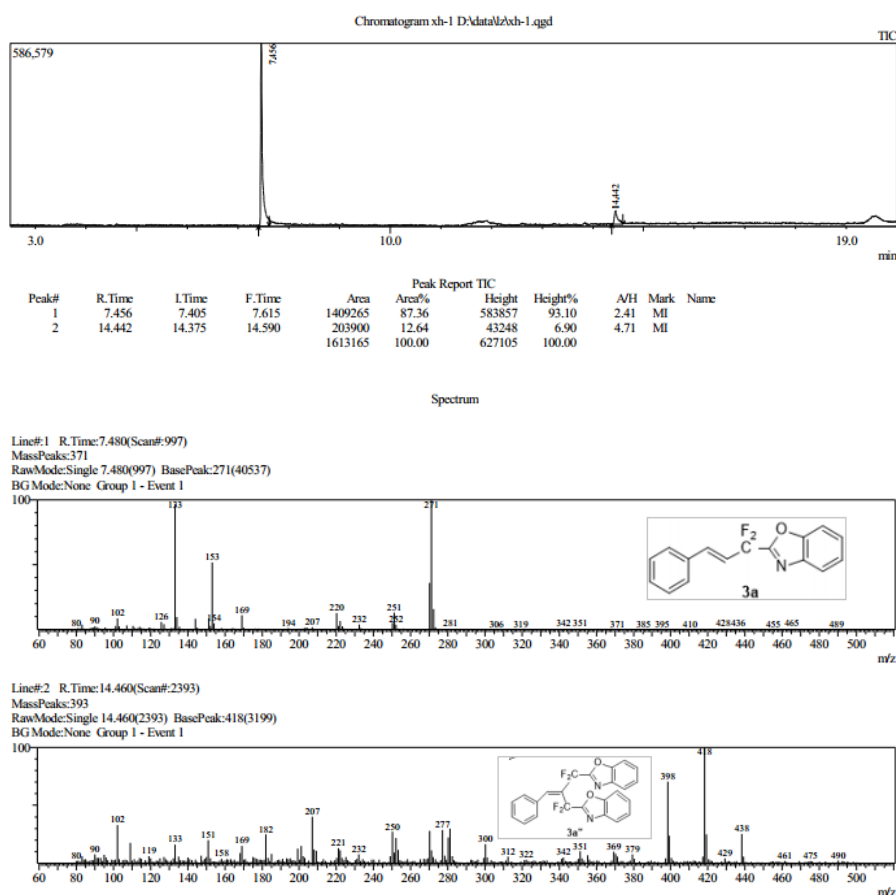 Chromatogram xh-1 D:\data\lz\xh-1.qgd
TIC
586,579
7.456
14.442
3.0 10.0 19.0
min
Peak Report TIC
Peak# R.Time I.Time F.Time Area Area% Height Height% A/H Mark Name
1 7.456 7.405 7.615 1409265 87.36 583857 93.10 2.41 MI
2 14.442 14.375 14.590 203900 12.64 43248 6.90 4.71 MI
1613165 100.00 627105 100.00
Spectrum
Line#:1 R.Time:7.480(Scan#:997)
MassPeaks:371
RawMode:Single 7.480(997) BasePeak:271(40537)
BG Mode:None Group 1 - Event 1
100
80 90 102 126 133 153 154 169 194 207 220 232 251 252 271 281 306 319 342 351 371 385 395 410 428 436 455 465 489
F2
C
O
N
3a
60 80 100 120 140 160 180 200 220 240 260 280 300 320 340 360 380 400 420 440 460 480 500
m/z
Line#:2 R.Time:14.460(Scan#:2393)
MassPeaks:393
RawMode:Single 14.460(2393) BasePeak:418(3199)
BG Mode:None Group 1 - Event 1
100
80 90 102 119 133 151 158 169 182 207 221 232 250 277 300 312 322 342 351 369 379 398 418 429 438 461 475 490
F2C
O
N
O
F2C
N
3a"
60 80 100 120 140 160 180 200 220 240 260 280 300 320 340 360 380 400 420 440 460 480 500
m/z